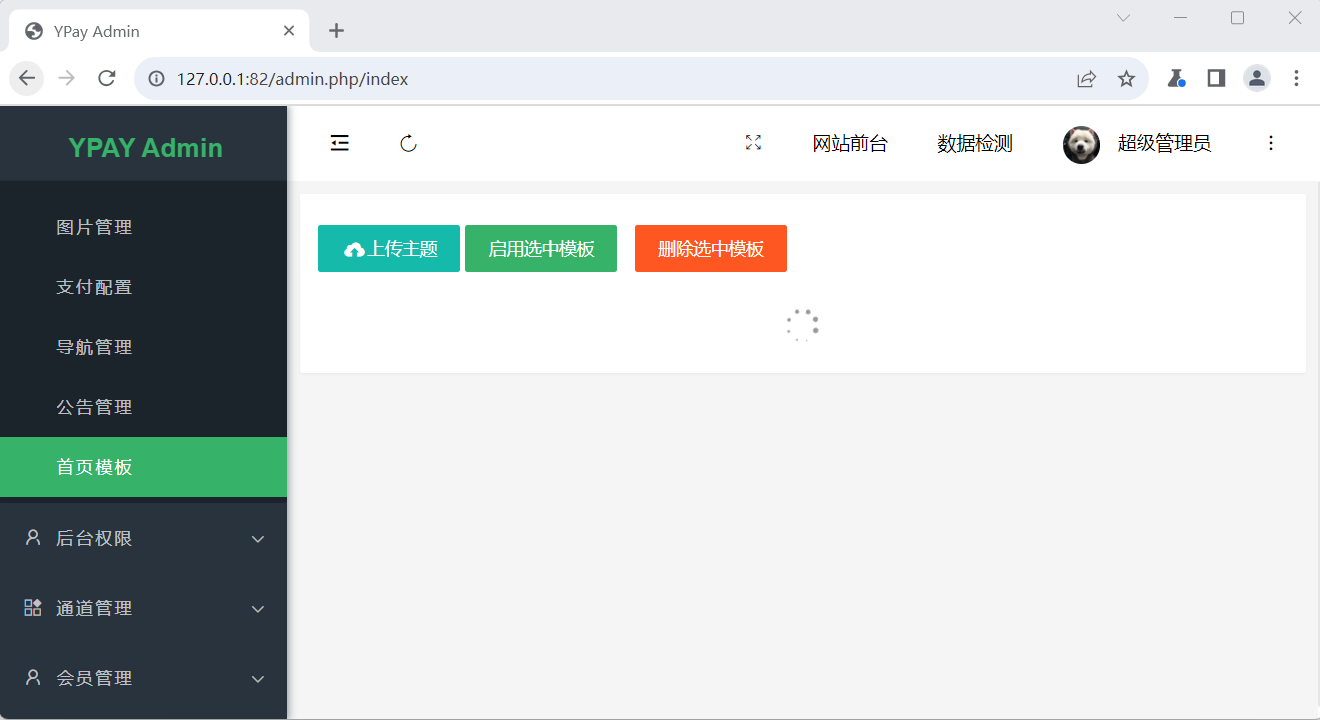 YPay Admin
127.0.0.1:82/admin.php/index
YPAY Admin
网站前台
数据检测
超级管理员
图片管理
支付配置
导航管理
公告管理
首页模板
后台权限
通道管理
会员管理
上传主题
启用选中模板
删除选中模板